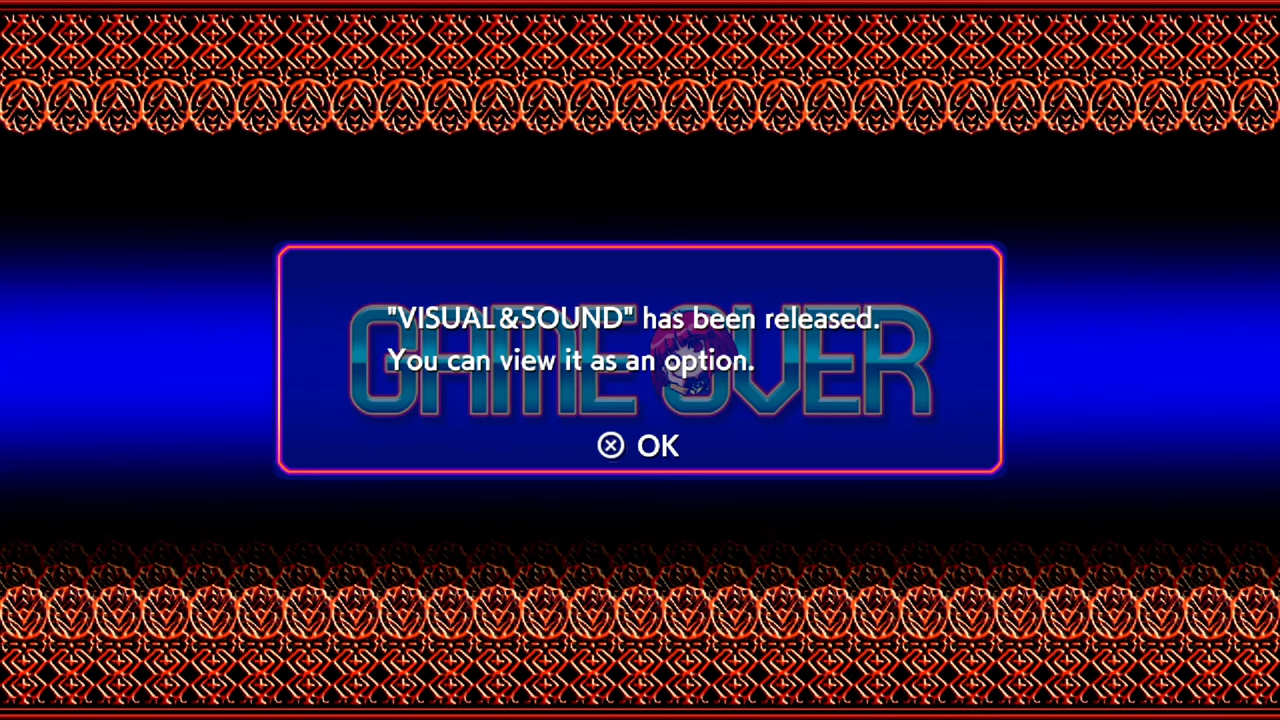 "VISUAL&SOUND" has been released.
You can view it as an option.
GAME OVER
OK